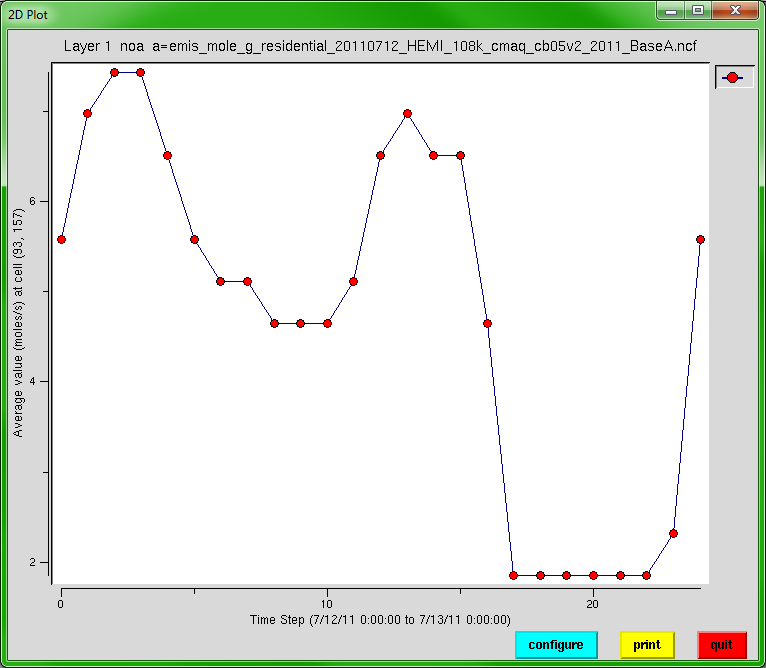 2D Plot
Layer 1 noa a=emis_mole_g_residential_20110712_HEMI_108k_cmaq_cb05v2_2011_BaseA.ncf
Average value (moles/s) at cell (93, 157)
6
4
2
0 10 20
Time Step (7/12/11 0:00:00 to 7/13/11 0:00:00)
configure print quit